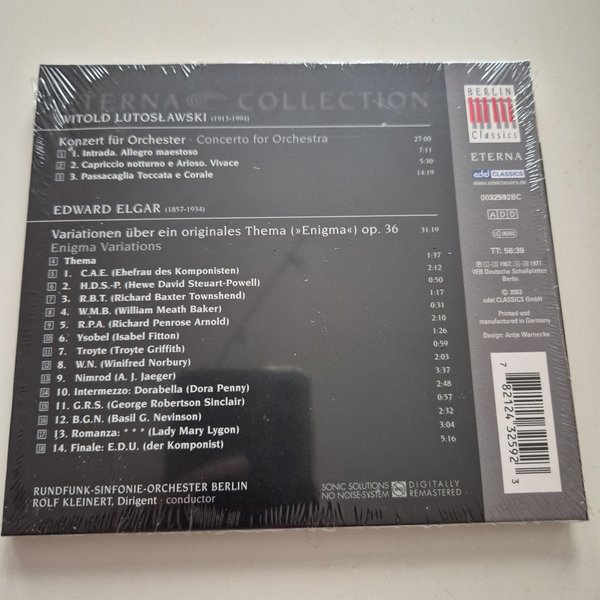 ETERNA COLLECTION
WITOLD LUTOSŁAWSKI (1913-1994)
Konzert für Orchester · Concerto for Orchestra 27:00
1 1. Intrada. Allegro maestoso 7:11
2 2. Capriccio notturno e Arioso. Vivace 5:30
3 3. Passacaglia Toccata e Corale 14:19
EDWARD ELGAR (1857-1934)
Variationen über ein originales Thema (»Enigma«) op. 36 31:19
Enigma Variations
4 Thema 1:37
5 1. C.A.E. (Ehefrau des Komponisten) 2:12
6 2. H.D.S.-P. (Hewe David Steuart-Powell) 0:50
7 3. R.B.T. (Richard Baxter Townshend) 1:17
8 4. W.M.B. (William Meath Baker) 0:31
9 5. R.P.A. (Richard Penrose Arnold) 2:10
10 6. Ysobel (Isabel Fitton) 1:26
11 7. Troyte (Troyte Griffith) 0:59
12 8. W.N. (Winifred Norbury) 2:03
13 9. Nimrod (A. J. Jaeger) 3:37
14 10. Intermezzo: Dorabella (Dora Penny) 2:48
15 11. G.R.S. (George Robertson Sinclair) 0:57
16 12. B.G.N. (Basil G. Nevinson) 2:32
17 13. Romanza: * * * (Lady Mary Lygon) 3:04
18 14. Finale: E.D.U. (der Komponist) 5:16
RUNDFUNK-SINFONIE-ORCHESTER BERLIN
ROLF KLEINERT, Dirigent · conductor
SONIC SOLUTIONS
NO NOISE-SYSTEM
DIGITALLY
REMASTERED
BERLIN
Classics
ETERNA
edel CLASSICS
www.edelclassics.de
0032592BC
ADD
TT: 58:39
VEB Deutsche Schallplatten
Berlin
℗ © 2003
edel CLASSICS GmbH
Printed and
manufactured in Germany
Design: Antje Warnecke
7 82124 32592 3